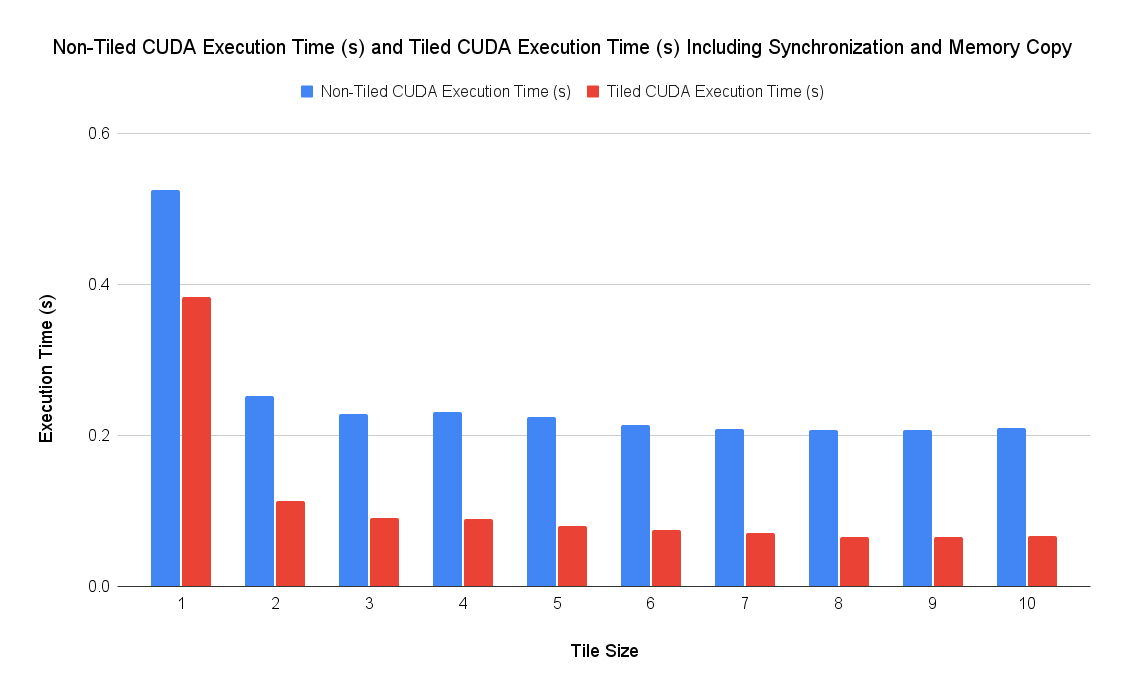 Non-Tiled CUDA Execution Time (s) and Tiled CUDA Execution Time (s) Including Synchronization and Memory Copy
Non-Tiled CUDA Execution Time (s) Tiled CUDA Execution Time (s)
0.6
0.4
0.2
0.0
Execution Time (s)
1 2 3 4 5 6 7 8 9 10
Tile Size